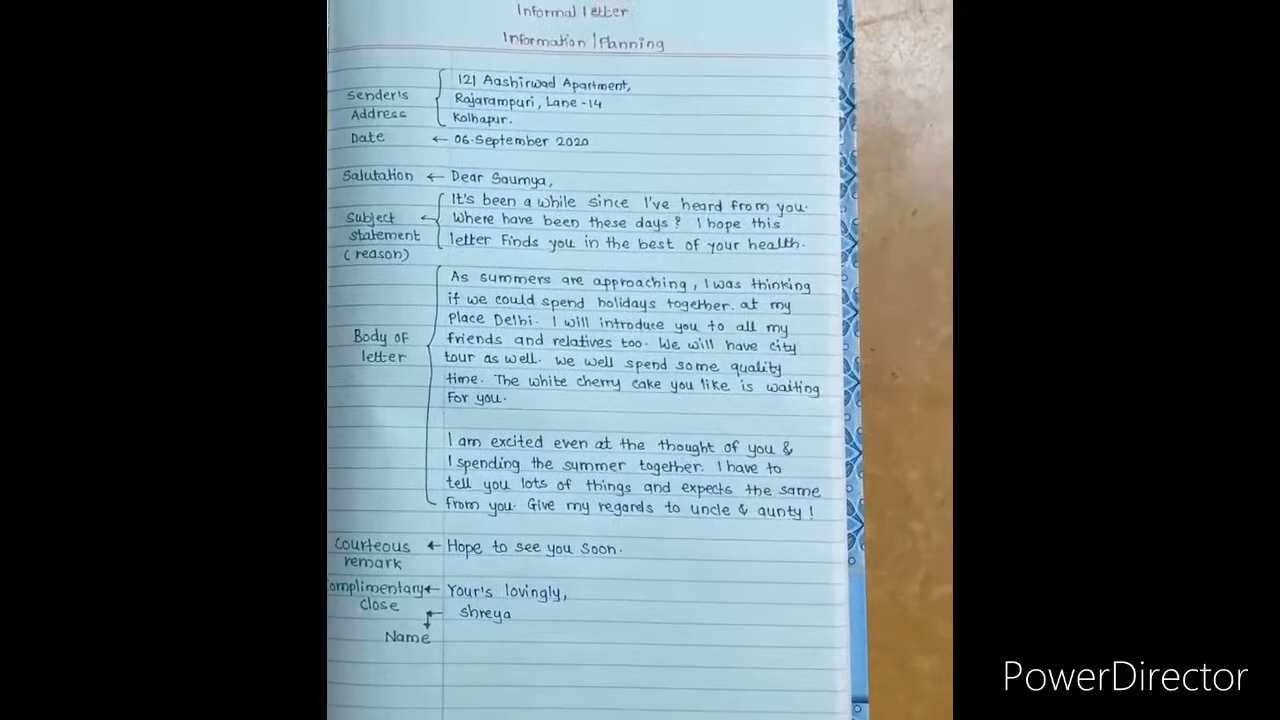 Informal letter
Information / Planning
Sender's Address
121 Aashirwad Apartment,
Rajarampuri, Lane -14
Kolhapur.
Date ← 06. September 2020
Salutation ← Dear Saumya,
Subject statement (reason)
It's been a while since I've heard from you.
Where have been these days? I hope this
letter finds you in the best of your health.
Body of letter
As summers are approaching, I was thinking
if we could spend holidays together. at my
place Delhi. I will introduce you to all my
friends and relatives too. We will have city
tour as well. We well spend some quality
time. The white cherry cake you like is waiting
for you.
I am excited even at the thought of you &
I spending the summer together. I have to
tell you lots of things and expects the same
from you. Give my regards to uncle & aunty!
Courteous remark ← Hope to see you soon.
omplimentary close ← Your's lovingly,
Shreya
Name
PowerDirector